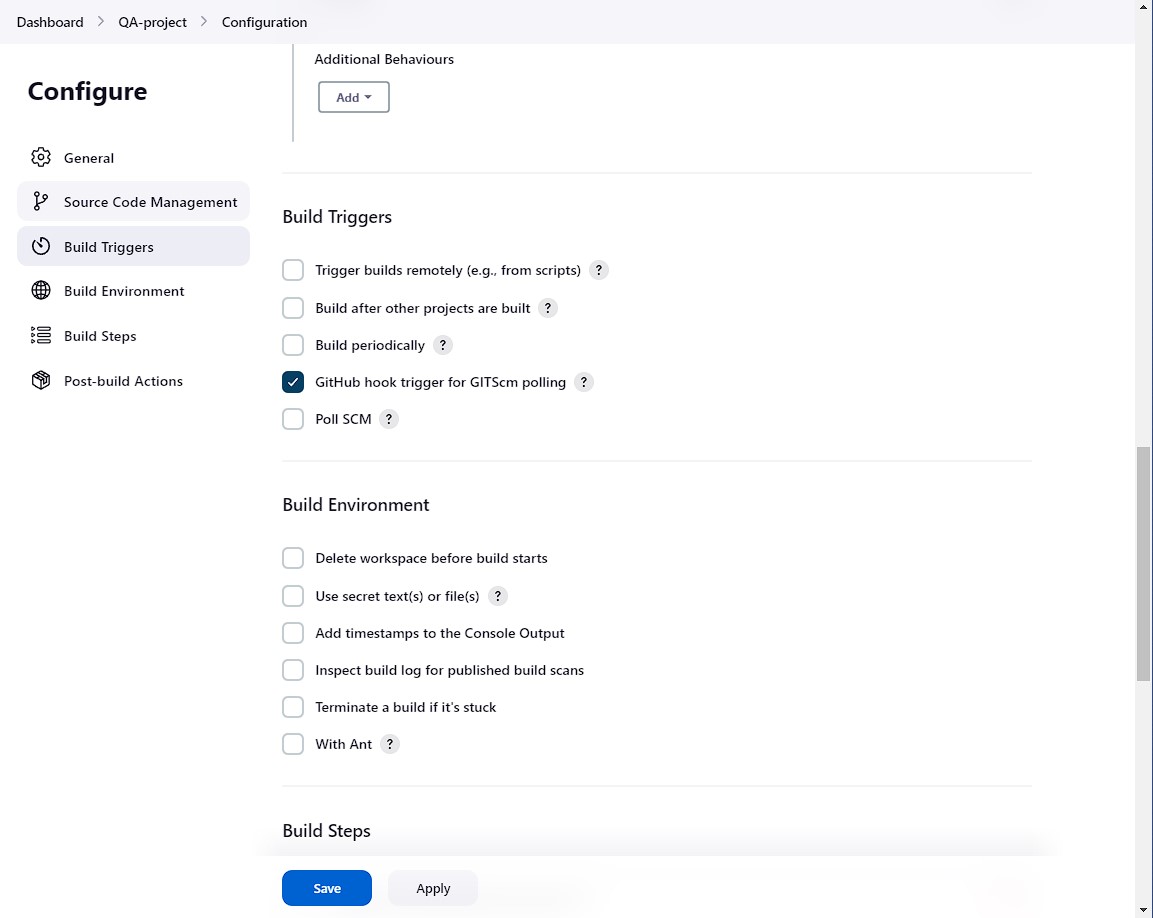 Dashboard > QA-project > Configuration
Configure
General
Source Code Management
Build Triggers
Build Environment
Build Steps
Post-build Actions
Additional Behaviours
Add
Build Triggers
Trigger builds remotely (e.g., from scripts) ?
Build after other projects are built ?
Build periodically ?
GitHub hook trigger for GITScm polling ?
Poll SCM ?
Build Environment
Delete workspace before build starts
Use secret text(s) or file(s) ?
Add timestamps to the Console Output
Inspect build log for published build scans
Terminate a build if it's stuck
With Ant ?
Build Steps
Save Apply